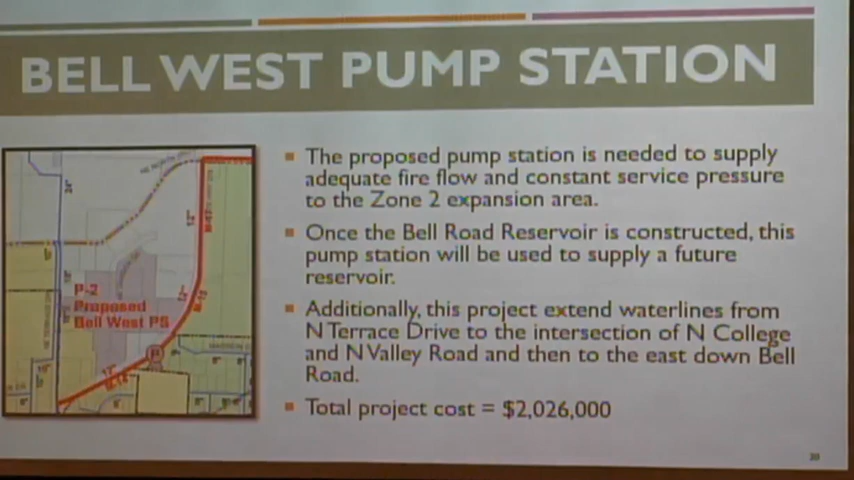 BELL WEST PUMP STATION
The proposed pump station is needed to supply
adequate fire flow and constant service pressure
to the Zone 2 expansion area.
Once the Bell Road Reservoir is constructed, this
pump station will be used to supply a future
reservoir.
Additionally, this project extend waterlines from
N Terrace Drive to the intersection of N College
and N Valley Road and then to the east down Bell
Road.
Total project cost = $2,026,000
P-2
Proposed
Bell West PS
24"
12"
12"
12"